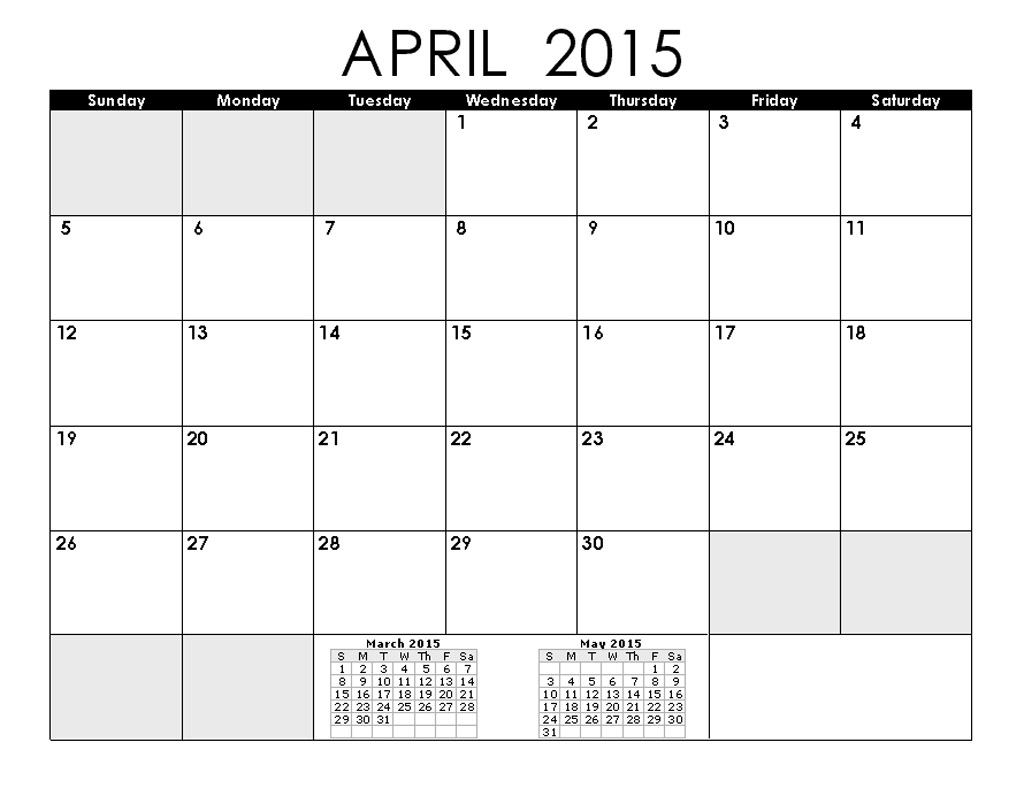 APRIL 2015
Sunday Monday Tuesday Wednesday Thursday Friday Saturday
1 2 3 4
5 6 7 8 9 10 11
12 13 14 15 16 17 18
19 20 21 22 23 24 25
26 27 28 29 30
March 2015
S M T W Th F Sa
1 2 3 4 5 6 7
8 9 10 11 12 13 14
15 16 17 18 19 20 21
22 23 24 25 26 27 28
29 30 31
May 2015
S M T W Th F Sa
1 2
3 4 5 6 7 8 9
10 11 12 13 14 15 16
17 18 19 20 21 22 23
24 25 26 27 28 29 30
31